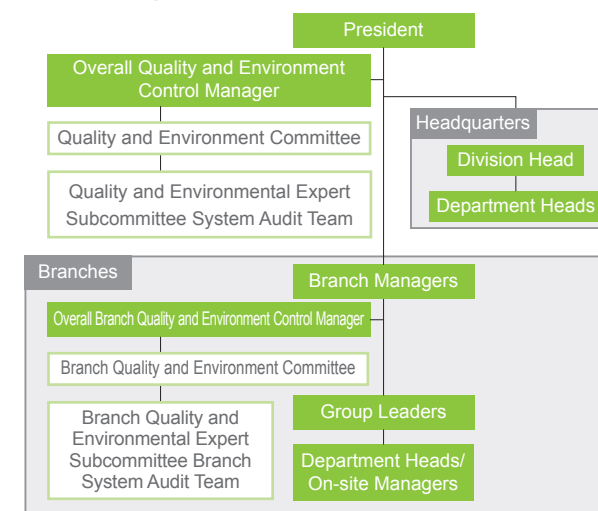 President
Overall Quality and Environment
Control Manager
Quality and Environment Committee
Quality and Environmental Expert
Subcommittee System Audit Team
Headquarters
Division Head
Department Heads
Branches
Branch Managers
Overall Branch Quality and Environment Control Manager
Branch Quality and Environment Committee
Branch Quality and
Environmental Expert
Subcommittee Branch
System Audit Team
Group Leaders
Department Heads/
On-site Managers